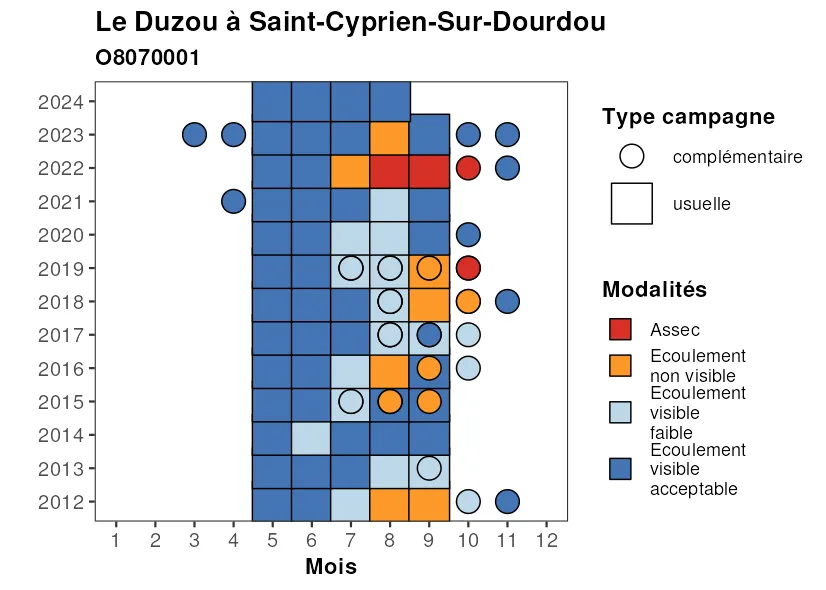 Le Duzou à Saint-Cyprien-Sur-Dourdou
O8070001
2024
2023
2022
2021
2020
2019
2018
2017
2016
2015
2014
2013
2012
1 2 3 4 5 6 7 8 9 10 11 12
Mois
Type campagne
complémentaire
usuelle
Modalités
Assec
Ecoulement
non visible
Ecoulement
visible
faible
Ecoulement
visible
acceptable